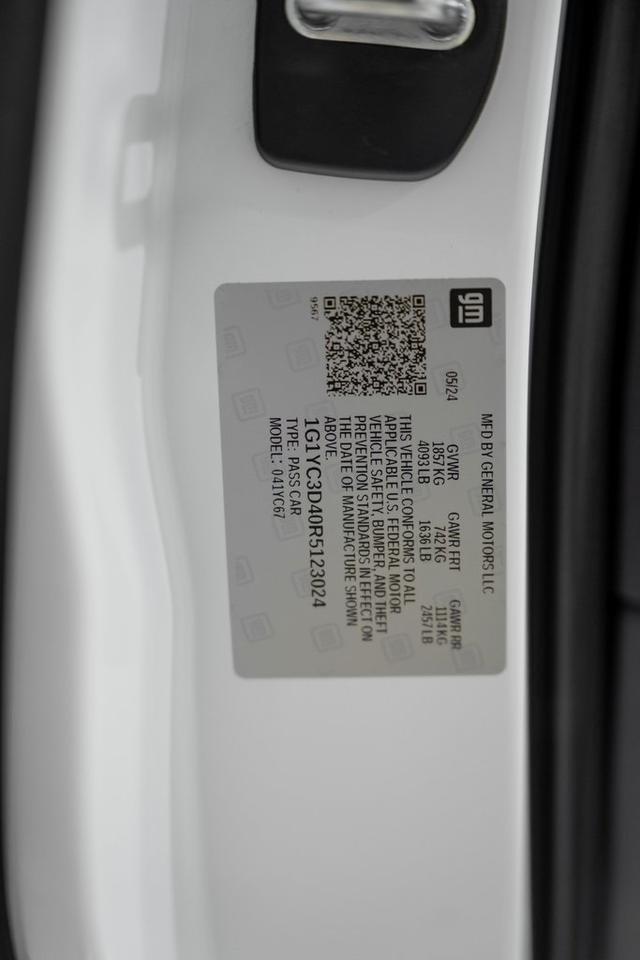 gm
05/24
MFD BY GENERAL MOTORS LLC
GVWR GAWR FRT GAWR RR
1857 KG 742 KG 1114 KG
4093 LB 1636 LB 2457 LB
THIS VEHICLE CONFORMS TO ALL
APPLICABLE U.S. FEDERAL MOTOR
VEHICLE SAFETY, BUMPER, AND THEFT
PREVENTION STANDARDS IN EFFECT ON
THE DATE OF MANUFACTURE SHOWN
ABOVE.
1G1YC3D40R5123024
TYPE: PASS CAR
MODEL: 041YC67
9567